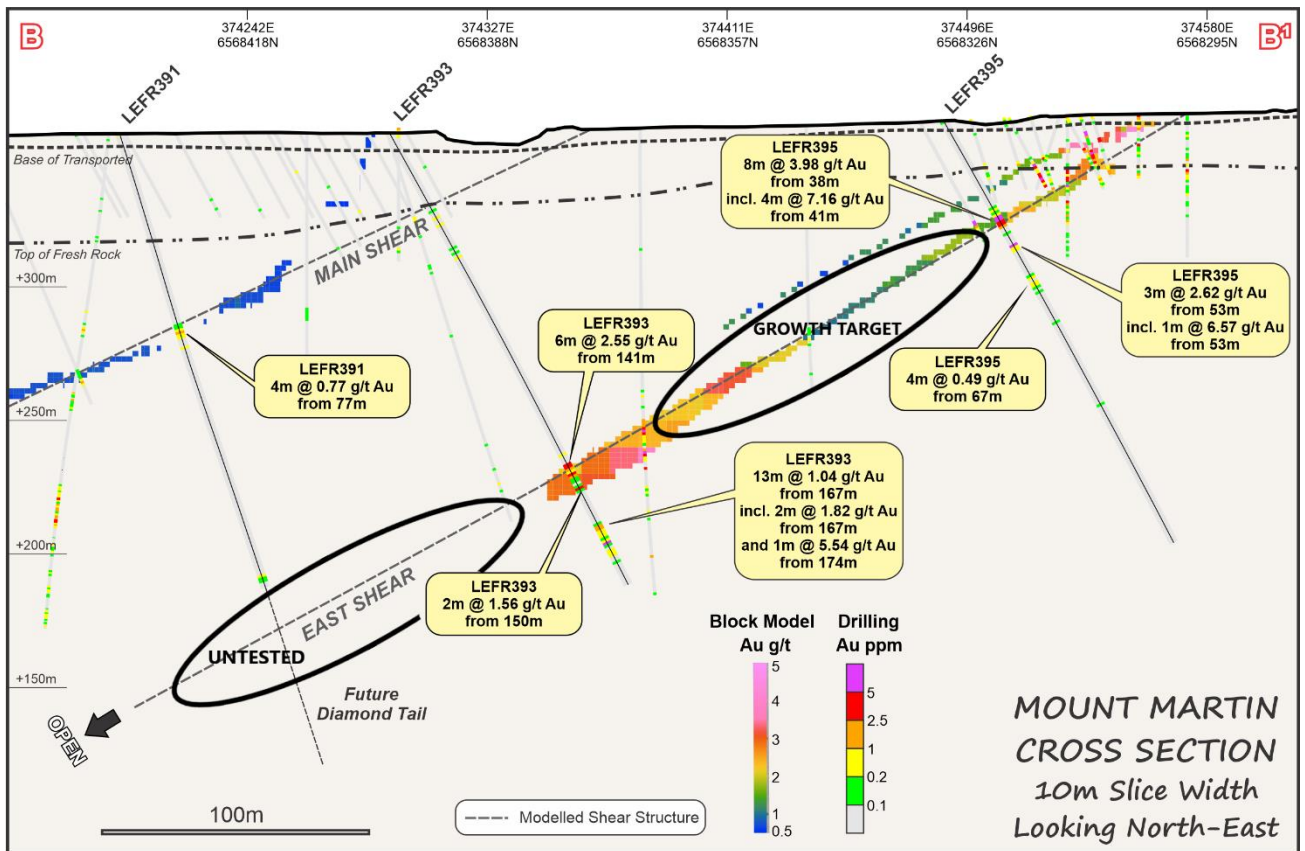 B
374242E
6568418N
374327E
6568388N
374411E
6568357N
374496E
6568326N
374580E
6568295N
B¹
LEFR391
LEFR393
LEFR395
Base of Transported
Top of Fresh Rock
+300m
+250m
+200m
+150m
MAIN SHEAR
LEFR395
8m @ 3.98 g/t Au
from 38m
incl. 4m @ 7.16 g/t Au
from 41m
LEFR395
3m @ 2.62 g/t Au
from 53m
incl. 1m @ 6.57 g/t Au
from 53m
LEFR393
6m @ 2.55 g/t Au
from 141m
GROWTH TARGET
LEFR391
4m @ 0.77 g/t Au
from 77m
LEFR395
4m @ 0.49 g/t Au
from 67m
LEFR393
13m @ 1.04 g/t Au
from 167m
incl. 2m @ 1.82 g/t Au
from 167m
and 1m @ 5.54 g/t Au
from 174m
LEFR393
2m @ 1.56 g/t Au
from 150m
EAST SHEAR
UNTESTED
Future
Diamond Tail
OPEN
100m
Modelled Shear Structure
Block Model
Au g/t
5
4
3
2
1
0.5
Drilling
Au ppm
5
2.5
1
0.2
0.1
MOUNT MARTIN
CROSS SECTION
10m Slice Width
Looking North-East